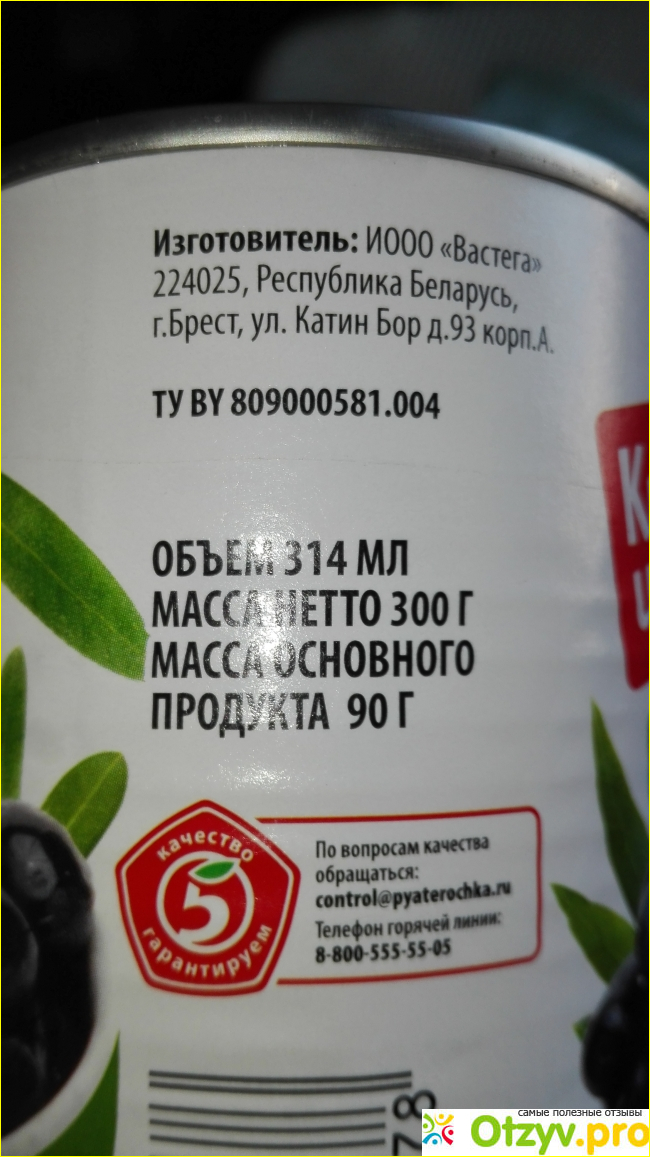 Изготовитель: ИООО «Вастега»
224025, Республика Беларусь,
г.Брест, ул. Катин Бор д.93 корп.А.
ТУ BY 809000581.004
ОБЪЕМ 314 МЛ
МАССА НЕТТО 300 Г
МАССА ОСНОВНОГО
ПРОДУКТА 90 Г
качество
5
гарантируем
По вопросам качества
обращаться:
control@pyaterochka.ru
Телефон горячей линии:
8-800-555-55-05
78
самые полезные отзывы
Otzyv.pro